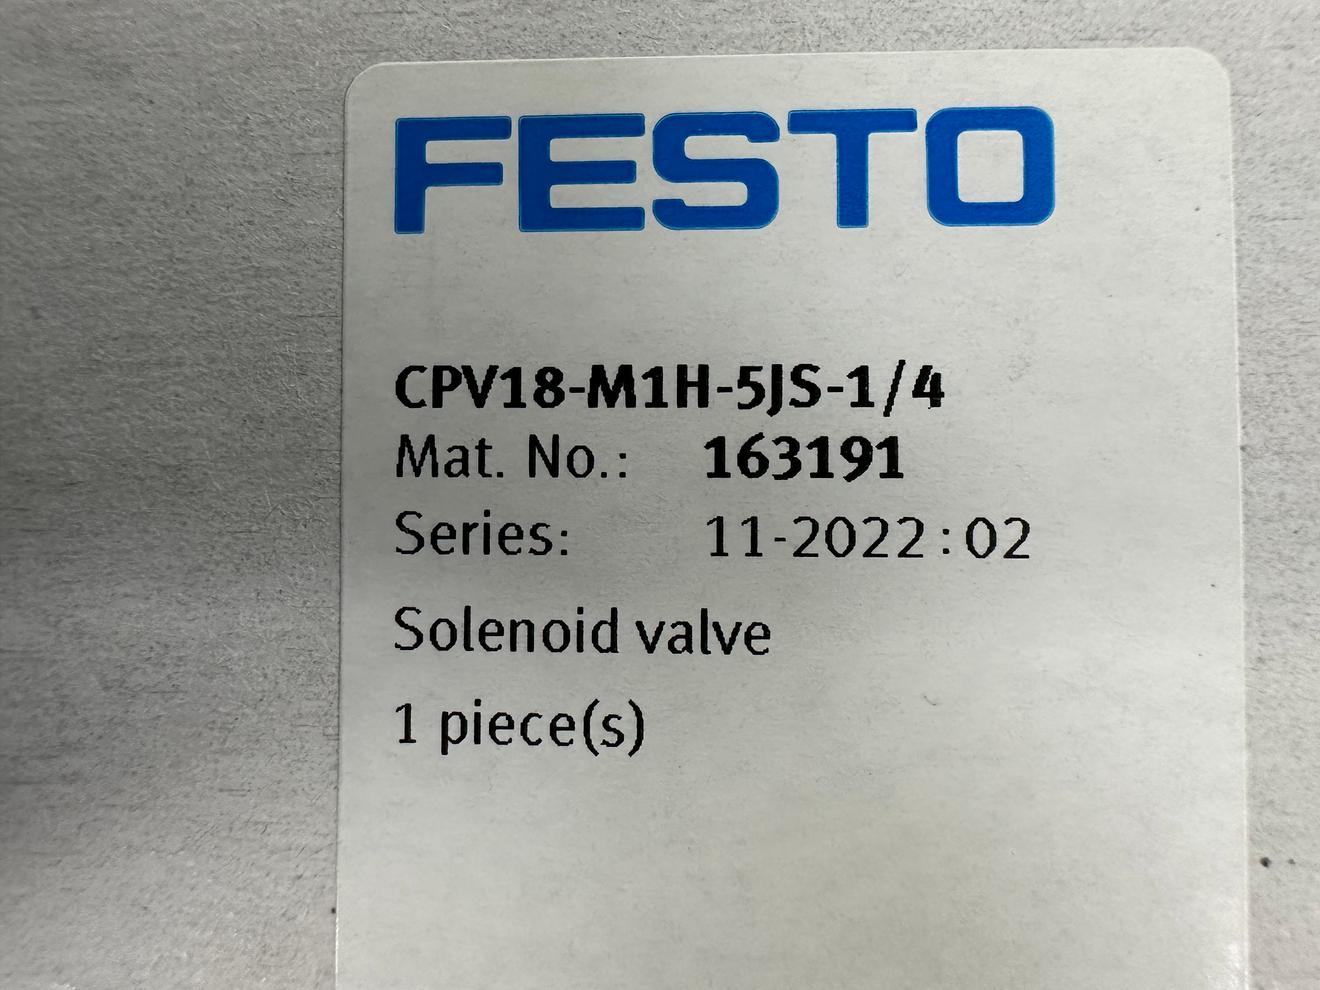 FESTO
CPV18-M1H-5JS-1/4
Mat. No.: 163191
Series: 11-2022:02
Solenoid valve
1 piece(s)